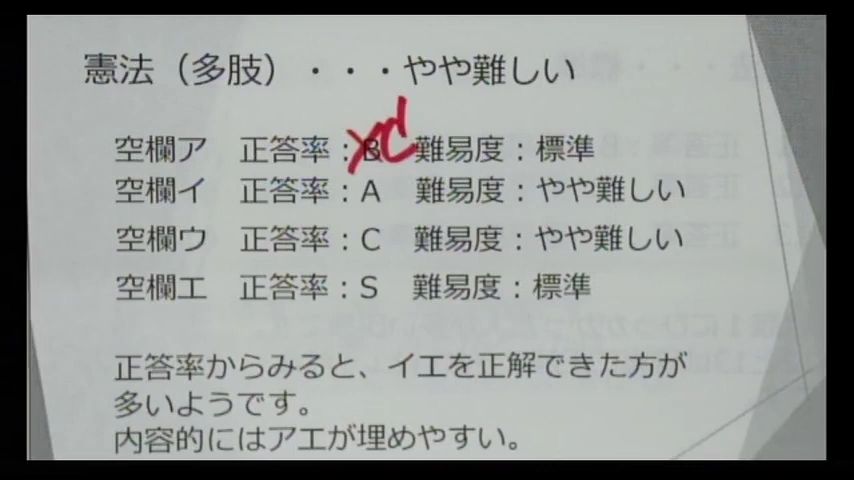 憲法（多肢）・・・やや難しい
空欄ア　正答率：B C　難易度：標準
空欄イ　正答率：A　難易度：やや難しい
空欄ウ　正答率：C　難易度：やや難しい
空欄エ　正答率：S　難易度：標準
正答率からみると、イエを正解できた方が
多いようです。
内容的にはアエが埋めやすい。